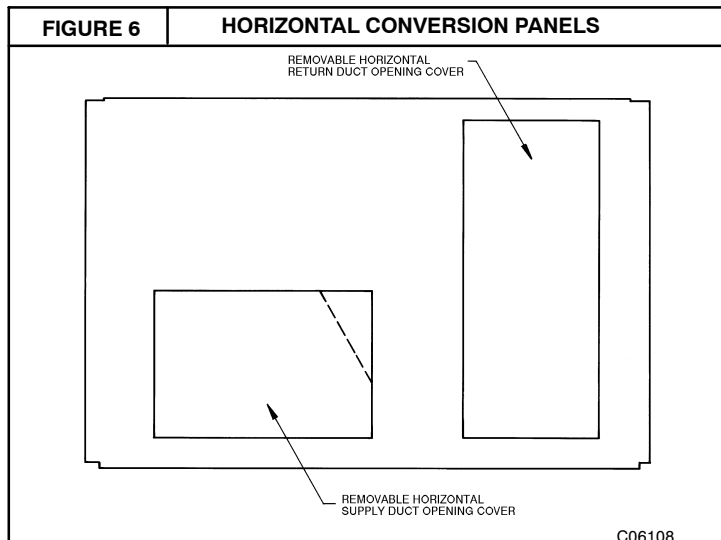 FIGURE 6
HORIZONTAL CONVERSION PANELS
REMOVABLE HORIZONTAL
RETURN DUCT OPENING COVER
REMOVABLE HORIZONTAL
SUPPLY DUCT OPENING COVER
C06108